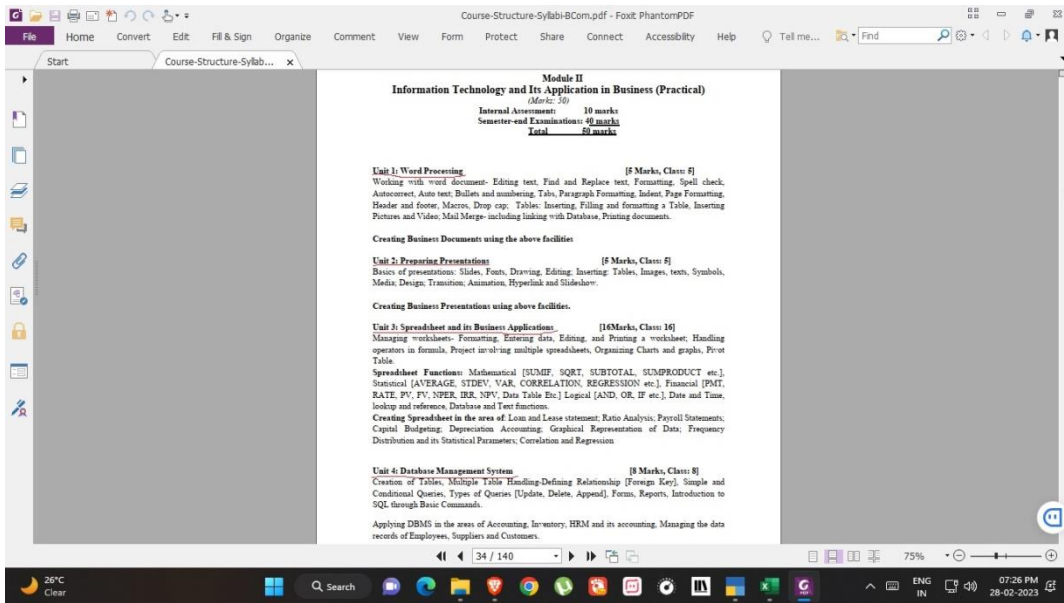 Course-Structure-Syllabi-BCom.pdf - Foxit PhantomPDF
File Home Convert Edit Fill & Sign Organize Comment View Form Protect Share Connect Accessibility Help Tell me... Find
Start Course-Structure-Syllab... x
Module II
Information Technology and Its Application in Business (Practical)
(Marks: 50)
Internal Assessment: 10 marks
Semester-end Examinations: 40 marks
Total 50 marks
Unit 1: Word Processing [5 Marks, Class: 5]
Working with word document- Editing text, Find and Replace text, Formatting, Spell check,
Autocorrect, Auto text; Bullets and numbering, Tabs, Paragraph Formatting, Indent, Page Formatting,
Header and footer, Macros, Drop cap; Tables: Inserting, Filling and formatting a Table, Inserting
Pictures and Video; Mail Merge- including linking with Database, Printing documents.
Creating Business Documents using the above facilities
Unit 2: Preparing Presentations [5 Marks, Class: 5]
Basics of presentations: Slides, Fonts, Drawing, Editing; Inserting: Tables, Images, texts, Symbols,
Media; Design; Transition; Animation, Hyperlink and Slideshow.
Creating Business Presentations using above facilities.
Unit 3: Spreadsheet and its Business Applications [16Marks, Class: 16]
Managing worksheets- Formatting, Entering data, Editing, and Printing a worksheet; Handling
operators in formula, Project involving multiple spreadsheets, Organizing Charts and graphs, Pivot
Table.
Spreadsheet Functions: Mathematical [SUMIF, SQRT, SUBTOTAL, SUMPRODUCT etc.],
Statistical [AVERAGE, STDEV, VAR, CORRELATION, REGRESSION etc.], Financial [PMT,
RATE, PV, FV, NPER, IRR, NPV, Data Table Etc.] Logical [AND, OR, IF etc.], Date and Time,
lookup and reference, Database and Text functions.
Creating Spreadsheet in the area of: Loan and Lease statement; Ratio Analysis; Payroll Statements;
Capital Budgeting; Depreciation Accounting; Graphical Representation of Data; Frequency
Distribution and its Statistical Parameters; Correlation and Regression
Unit 4: Database Management System [8 Marks, Class: 8]
Creation of Tables, Multiple Table Handling-Defining Relationship [Foreign Key], Simple and
Conditional Queries, Types of Queries [Update, Delete, Append], Forms, Reports, Introduction to
SQL through Basic Commands.
Applying DBMS in the areas of Accounting, Inventory, HRM and its accounting, Managing the data
records of Employees, Suppliers and Customers.
34 / 140 75%
26°C Search ENG 07:26 PM
Clear IN 28-02-2023